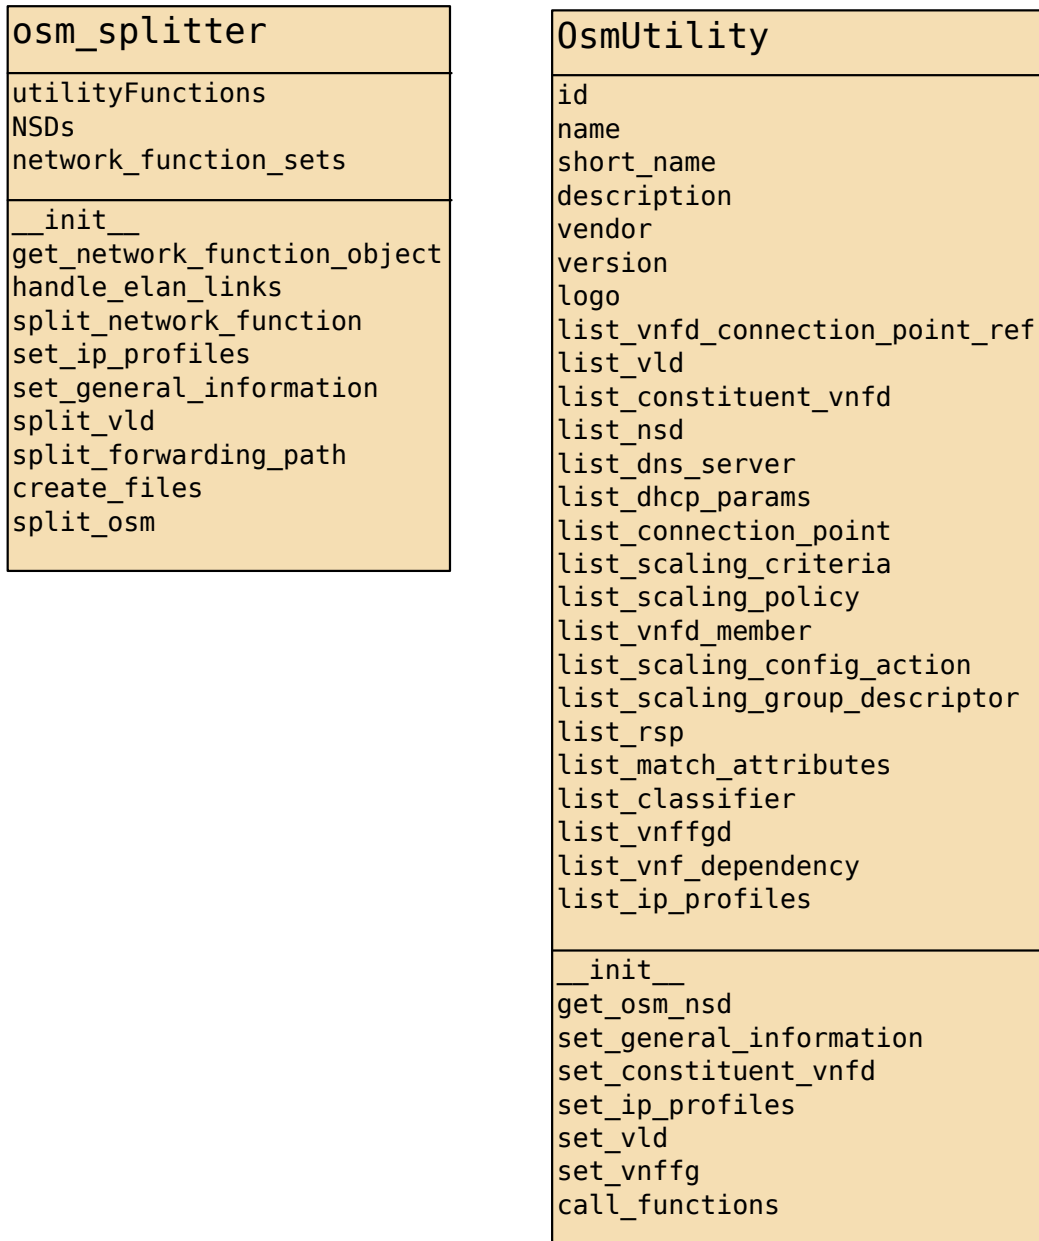 osm_splitter
utilityFunctions
NSDs
network_function_sets
__init__
get_network_function_object
handle_elan_links
split_network_function
set_ip_profiles
set_general_information
split_vld
split_forwarding_path
create_files
split_osm
OsmUtility
id
name
short_name
description
vendor
version
logo
list_vnfd_connection_point_ref
list_vld
list_constituent_vnfd
list_nsd
list_dns_server
list_dhcp_params
list_connection_point
list_scaling_criteria
list_scaling_policy
list_vnfd_member
list_scaling_config_action
list_scaling_group_descriptor
list_rsp
list_match_attributes
list_classifier
list_vnffgd
list_vnf_dependency
list_ip_profiles
__init__
get_osm_nsd
set_general_information
set_constituent_vnfd
set_ip_profiles
set_vld
set_vnffg
call_functions